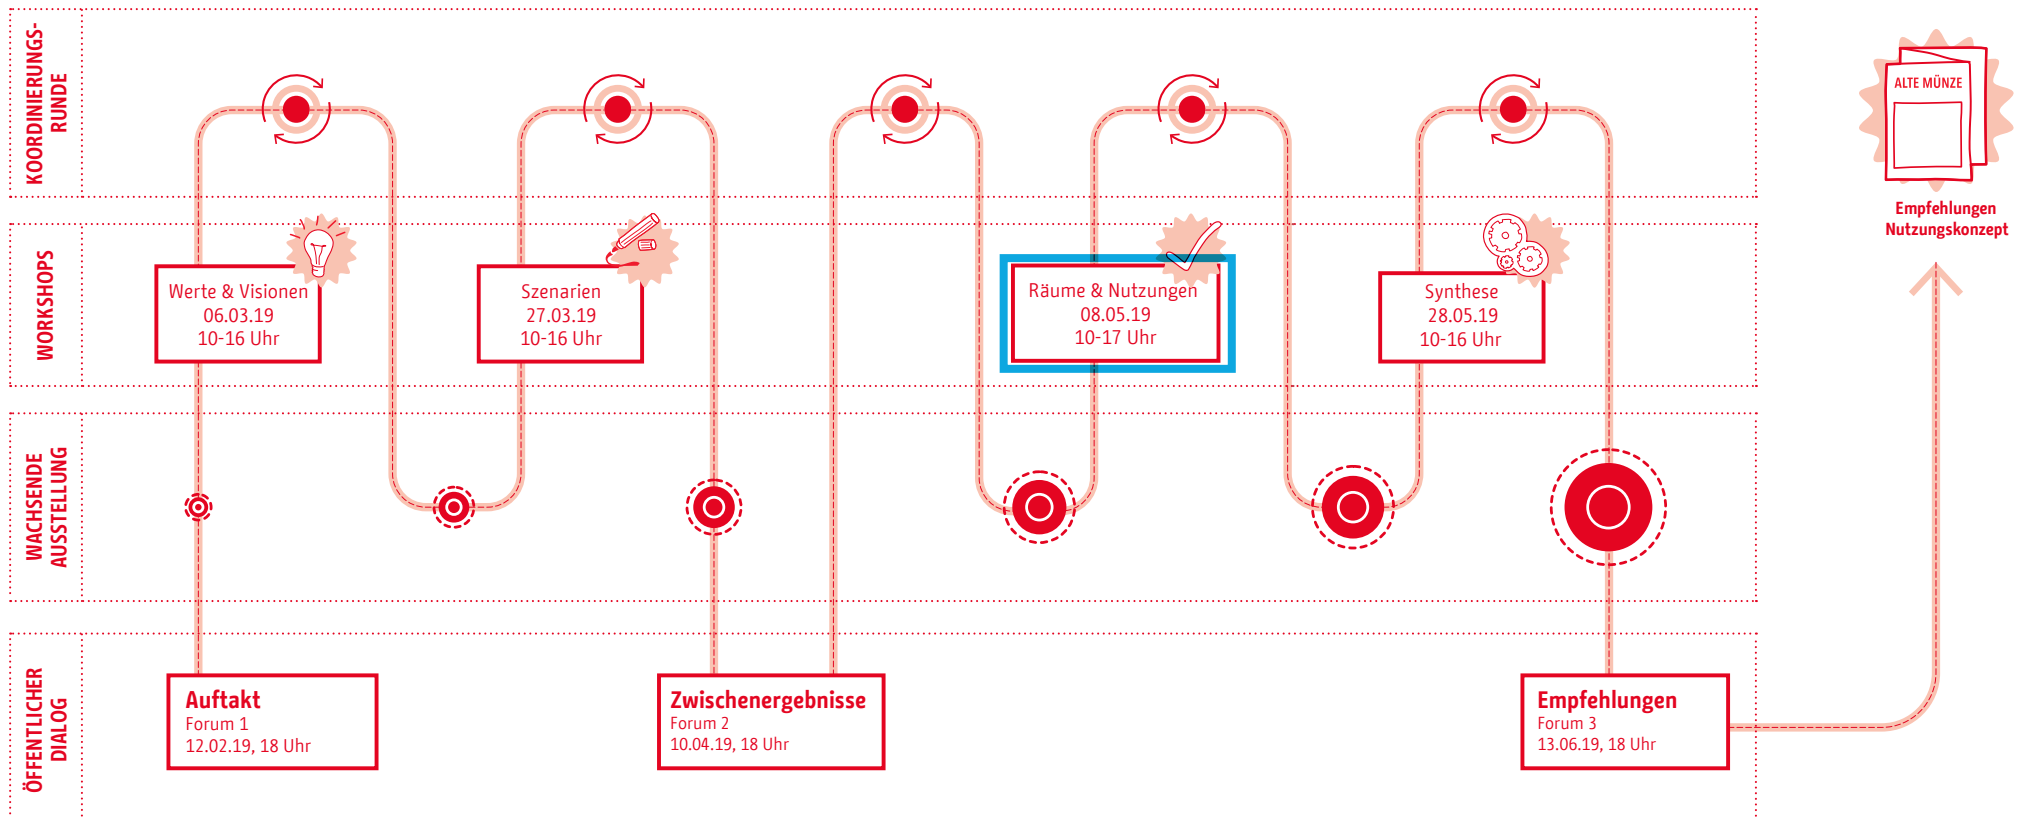 KOORDINIERUNGS-
RUNDE
ALTE MÜNZE
Empfehlungen
Nutzungskonzept
WORKSHOPS
Werte & Visionen
06.03.19
10-16 Uhr
Szenarien
27.03.19
10-16 Uhr
Räume & Nutzungen
08.05.19
10-17 Uhr
Synthese
28.05.19
10-16 Uhr
WACHSENDE
AUSSTELLUNG
ÖFFENTLICHER
DIALOG
Auftakt
Forum 1
12.02.19, 18 Uhr
Zwischenergebnisse
Forum 2
10.04.19, 18 Uhr
Empfehlungen
Forum 3
13.06.19, 18 Uhr